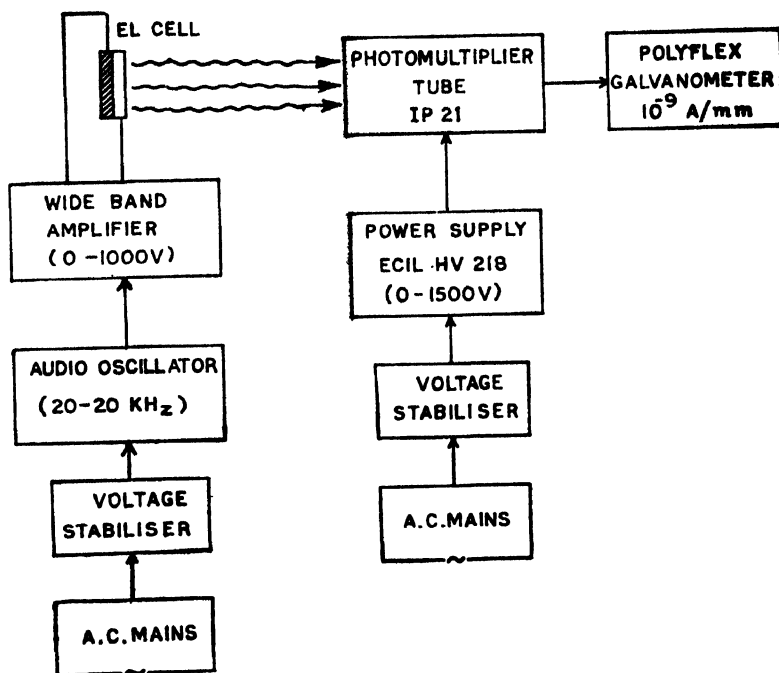 EL CELL
PHOTOMULTIPLIER
TUBE
IP 21
POLYFLEX
GALVANOMETER
10⁻⁹ A/mm
WIDE BAND
AMPLIFIER
(0-1000V)
POWER SUPPLY
ECIL HV 218
(0-1500V)
AUDIO OSCILLATOR
(20-20 KHz)
VOLTAGE
STABILISER
VOLTAGE
STABILISER
A.C. MAINS
~
A.C. MAINS
~